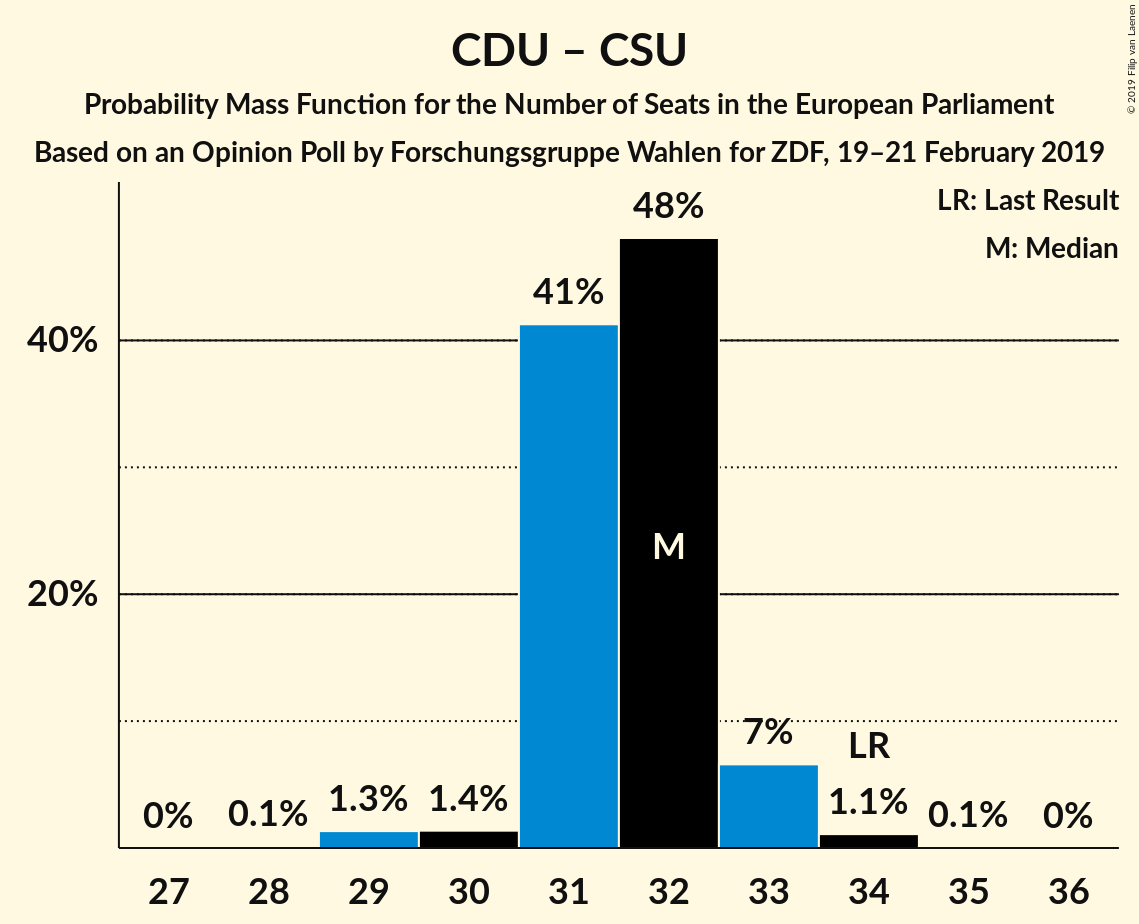 CDU – CSU
Probability Mass Function for the Number of Seats in the European Parliament
Based on an Opinion Poll by Forschungsgruppe Wahlen for ZDF, 19–21 February 2019
© 2019 Filip van Laenen
LR: Last Result
M: Median
48%
41%
40%
M
20%
7%
LR
0%
0.1%
1.3%
1.4%
1.1%
0.1%
0%
27 28 29 30 31 32 33 34 35 36